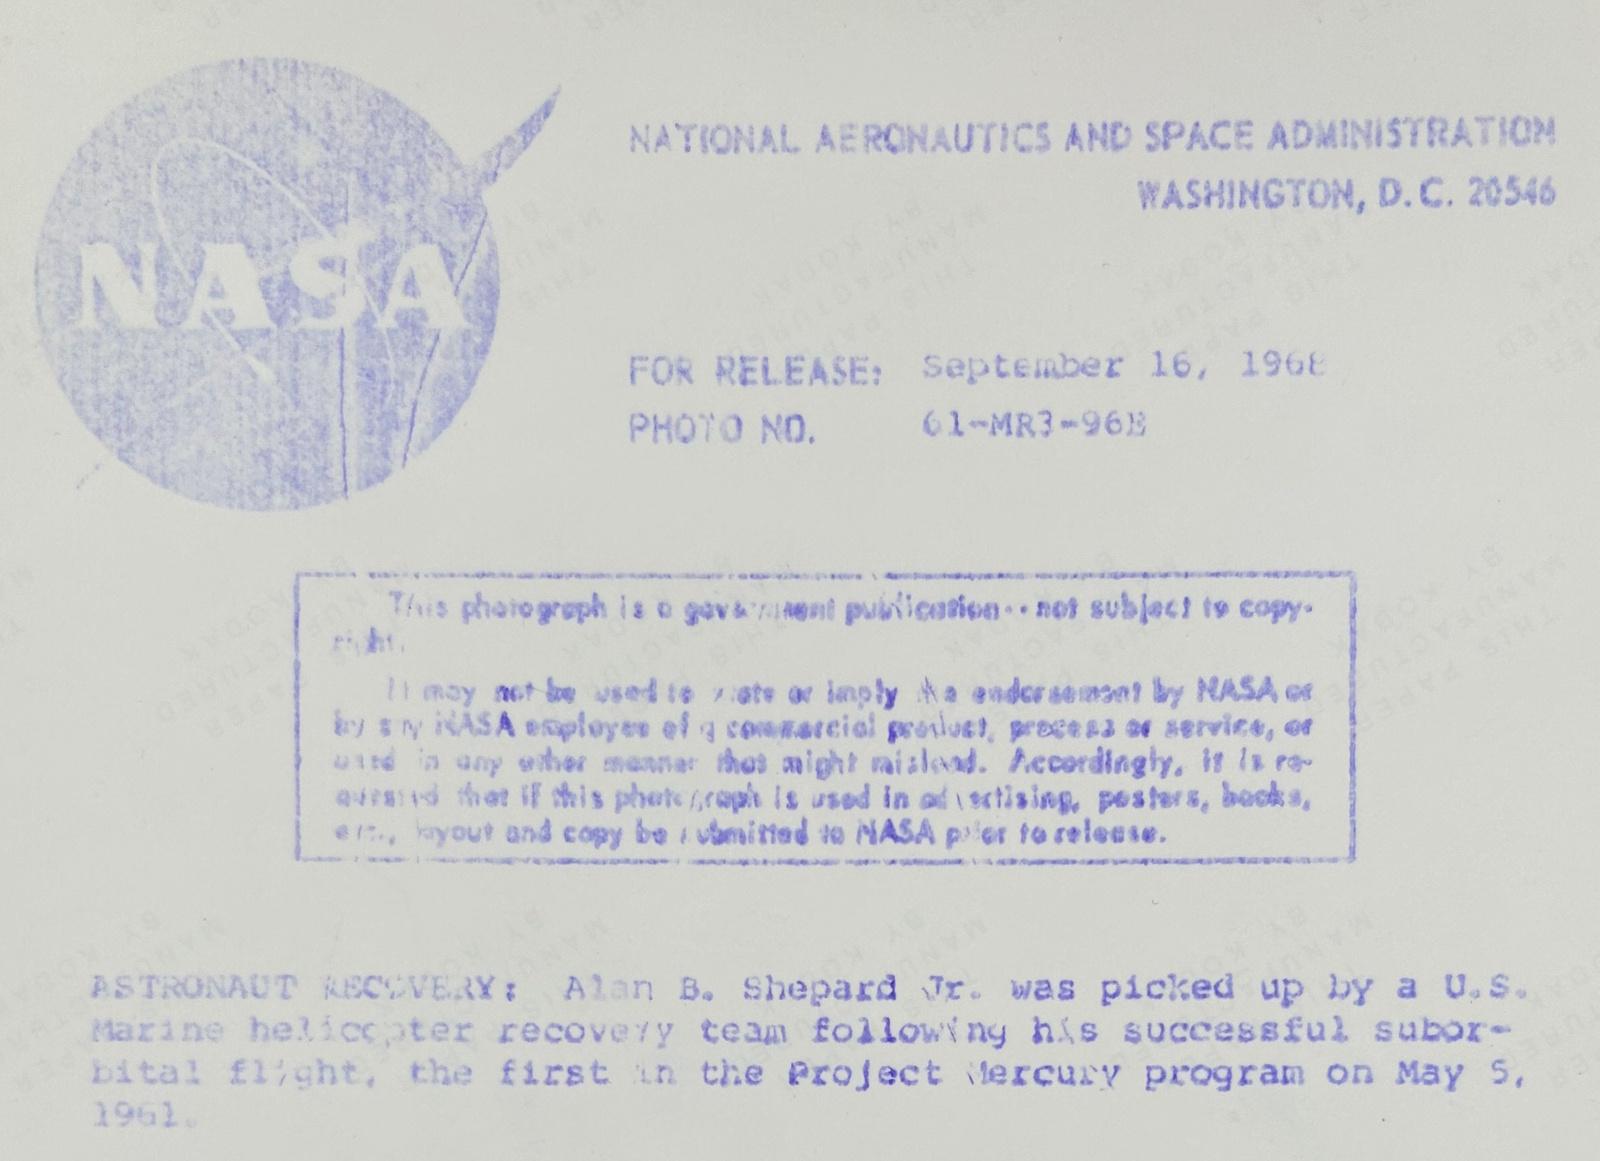 NASA
NATIONAL AERONAUTICS AND SPACE ADMINISTRATION
WASHINGTON, D.C. 20546
FOR RELEASE: September 16, 1968
PHOTO NO. 61-MR3-96B
This photograph is a government publication--not subject to copy-
right.
It may not be used to state or imply the endorsement by NASA or
by any NASA employee of a commercial product, process or service, or
used in any other manner that might mislead. Accordingly, it is re-
quested that if this photograph is used in advertising, posters, books,
etc., layout and copy be submitted to NASA prior to release.
ASTRONAUT RECOVERY: Alan B. Shepard Jr. was picked up by a U.S.
Marine helicopter recovery team following his successful subor-
bital flight, the first in the Project Mercury program on May 5,
1961.
THIS PAPER
MANUFACTURED
BY KODAK